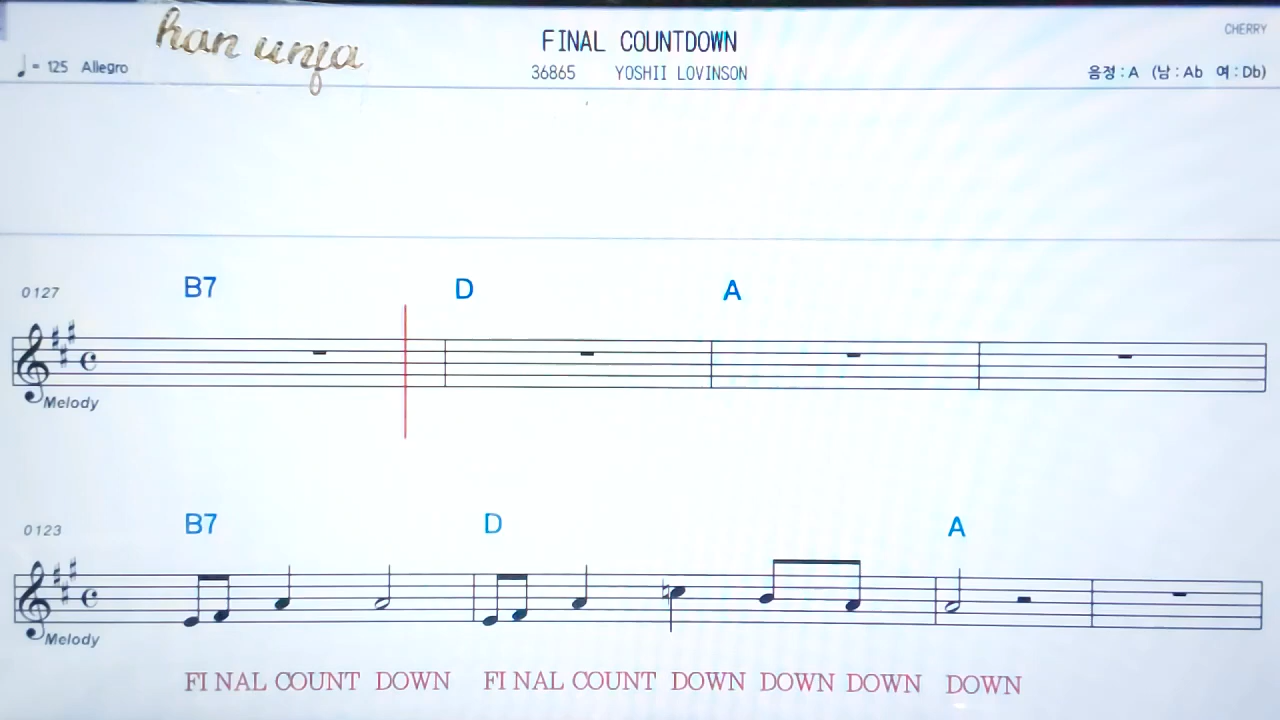 han unja
FINAL COUNTDOWN
CHERRY
♩= 125 Allegro
36865 YOSHII LOVINSON
음정 : A (남 : Ab 여 : Db)
0127
B7 D A
Melody
0123
B7 D A
Melody
FI NAL COUNT DOWN FI NAL COUNT DOWN DOWN DOWN DOWN